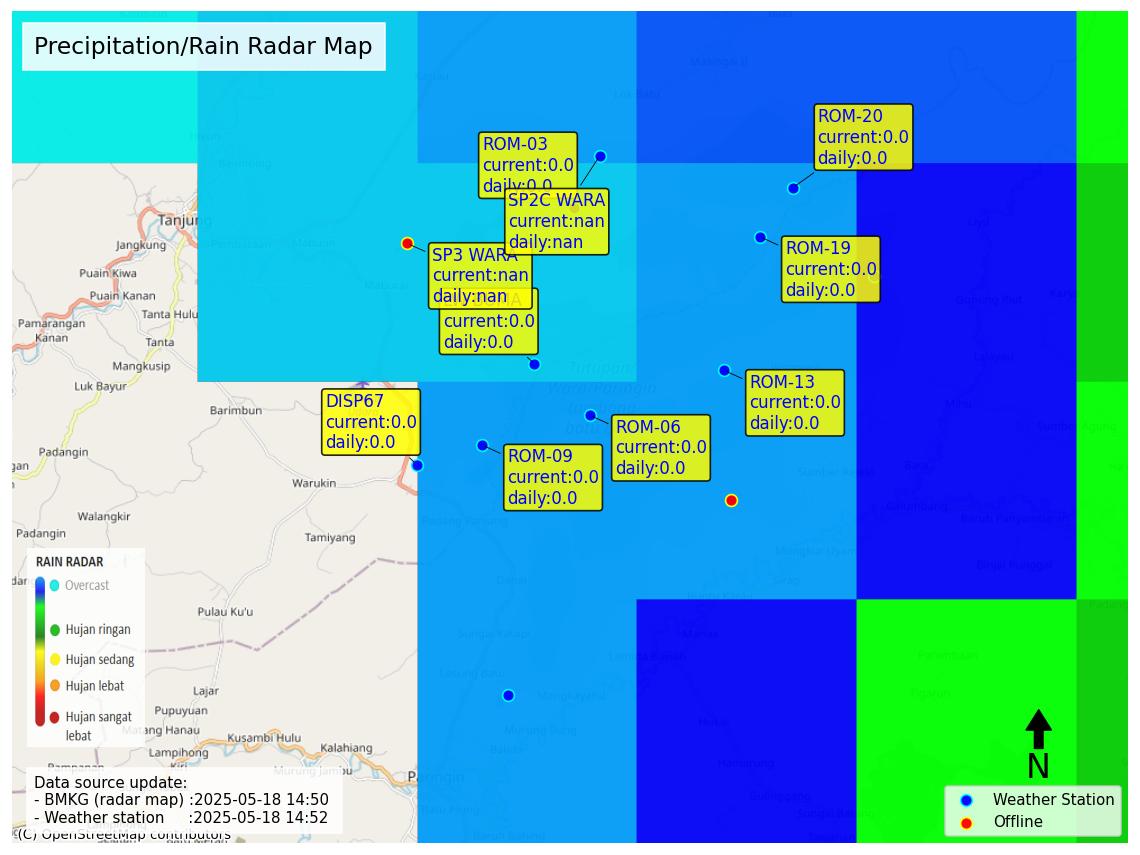 Precipitation/Rain Radar Map
ROM-20
current:0.0
daily:0.0
ROM-03
current:0.0
daily:0.0
SP2C WARA
current:nan
daily:nan
Tanjung
Jangkung
SP3 WARA
current:nan
daily:nan
ROM-19
current:0.0
daily:0.0
Puain Kiwa
Puain Kanan
Tanta Hulu
current:0.0
daily:0.0
Pamarangan
Kanan
Tanta
Mangkusip
Luk Bayur
Barimbun
ROM-13
current:0.0
daily:0.0
DISP67
current:0.0
daily:0.0
ROM-06
current:0.0
daily:0.0
ROM-09
current:0.0
daily:0.0
Padangin
Warukin
Walangkir
Padangin
Tamiyang
RAIN RADAR
Overcast
Hujan ringan
Hujan sedang
Hujan lebat
Hujan sangat
lebat
Pulau Ku'u
Lajar
Pupuyuan
Matang Hanau
Kusambi Hulu
Kalahiang
Lampihong
Murung Jambu
Paringin
Data source update:
- BMKG (radar map) :2025-05-18 14:50
- Weather station :2025-05-18 14:52
(C) OpenStreetMap contributors
N
Weather Station
Offline